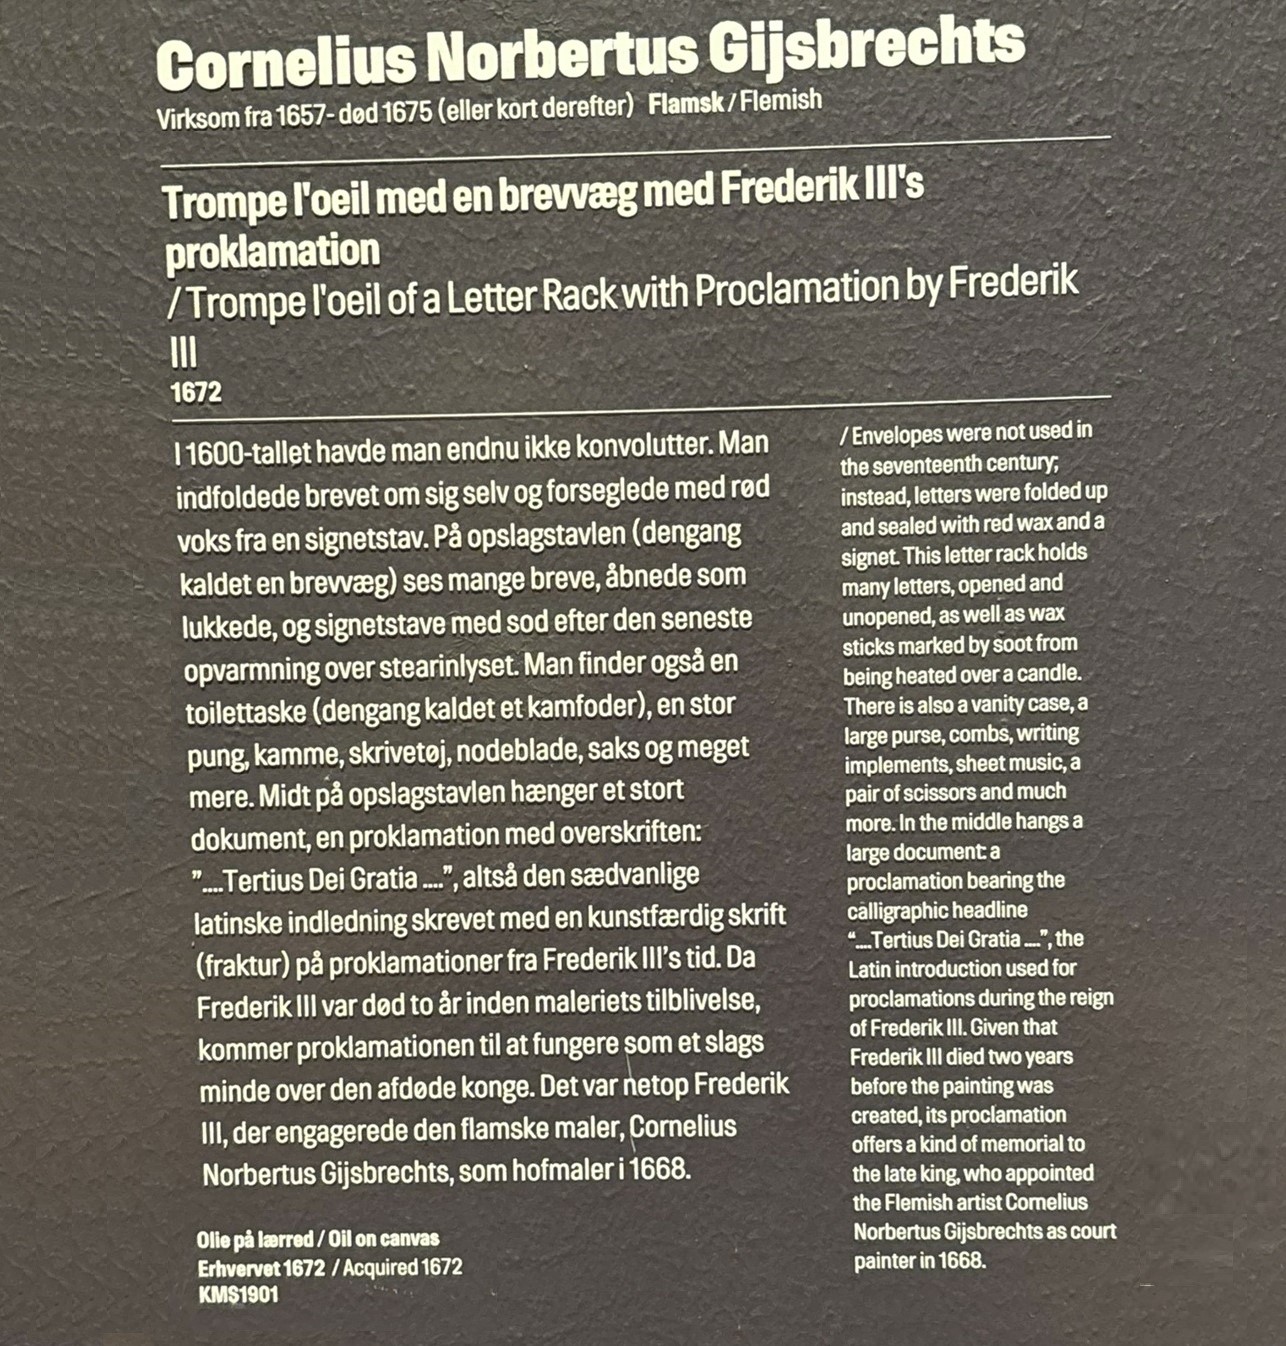 Cornelius Norbertus Gijsbrechts
Virksom fra 1657- død 1675 (eller kort derefter) Flamsk / Flemish
Trompe l'oeil med en brevvæg med Frederik III's
proklamation
/ Trompe l'oeil of a Letter Rack with Proclamation by Frederik
III
1672
I 1600-tallet havde man endnu ikke konvolutter. Man
indfoldede brevet om sig selv og forseglede med rød
voks fra en signetstav. På opslagstavlen (dengang
kaldet en brevvæg) ses mange breve, åbnede som
lukkede, og signetstave med sod efter den seneste
opvarmning over stearinlyset. Man finder også en
toilettaske (dengang kaldet et kamfoder), en stor
pung, kamme, skrivetøj, nodeblade, saks og meget
mere. Midt på opslagstavlen hænger et stort
dokument, en proklamation med overskriften:
"....Tertius Dei Gratia ....", altså den sædvanlige
latinske indledning skrevet med en kunstfærdig skrift
(fraktur) på proklamationer fra Frederik III's tid. Da
Frederik III var død to år inden maleriets tilblivelse,
kommer proklamationen til at fungere som et slags
minde over den afdøde konge. Det var netop Frederik
III, der engagerede den flamske maler, Cornelius
Norbertus Gijsbrechts, som hofmaler i 1668.
Olie på lærred / Oil on canvas
Erhvervet 1672 / Acquired 1672
KMS1901
/ Envelopes were not used in
the seventeenth century;
instead, letters were folded up
and sealed with red wax and a
signet. This letter rack holds
many letters, opened and
unopened, as well as wax
sticks marked by soot from
being heated over a candle.
There is also a vanity case, a
large purse, combs, writing
implements, sheet music, a
pair of scissors and much
more. In the middle hangs a
large document: a
proclamation bearing the
calligraphic headline
"....Tertius Dei Gratia ....", the
Latin introduction used for
proclamations during the reign
of Frederik III. Given that
Frederik III died two years
before the painting was
created, its proclamation
offers a kind of memorial to
the late king, who appointed
the Flemish artist Cornelius
Norbertus Gijsbrechts as court
painter in 1668.